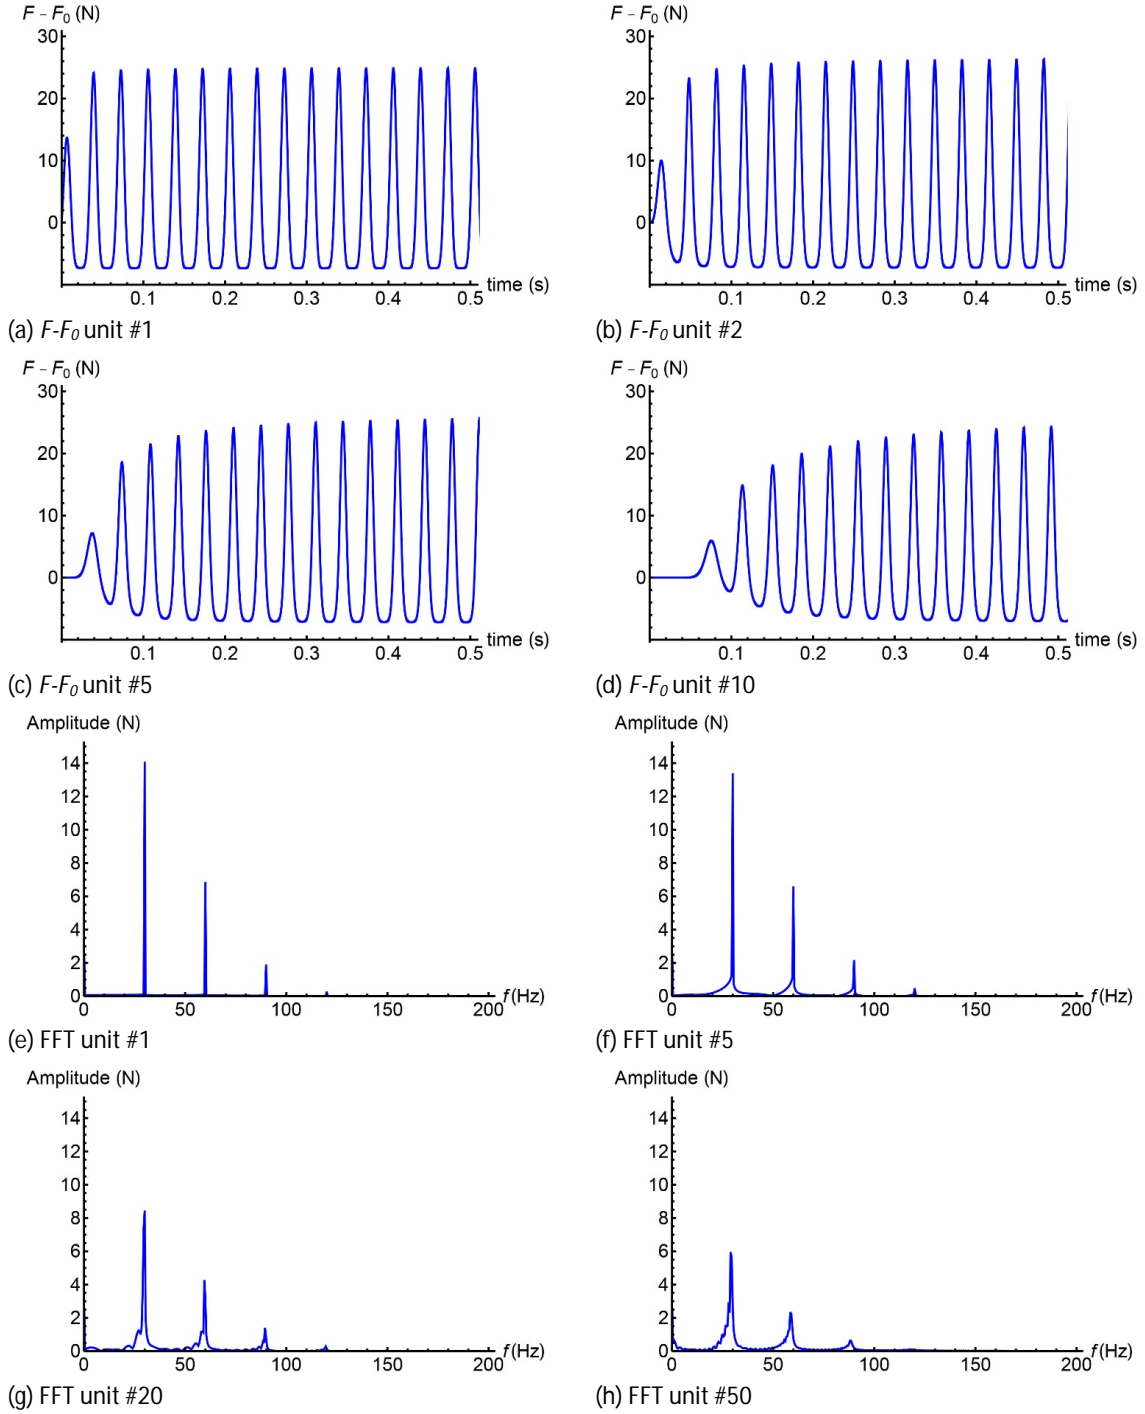 F – F0 (N) F – F0 (N)
30 30
20 20
10 10
0 0
0.1 0.2 0.3 0.4 0.5 time (s) 0.1 0.2 0.3 0.4 0.5 time (s)
(a) F-F0 unit #1 (b) F-F0 unit #2
F – F0 (N) F – F0 (N)
30 30
20 20
10 10
0 0
0.1 0.2 0.3 0.4 0.5 time (s) 0.1 0.2 0.3 0.4 0.5 time (s)
(c) F-F0 unit #5 (d) F-F0 unit #10
Amplitude (N) Amplitude (N)
14 14
12 12
10 10
8 8
6 6
4 4
2 2
0 0
0 50 100 150 200 f (Hz) 0 50 100 150 200 f (Hz)
(e) FFT unit #1 (f) FFT unit #5
Amplitude (N) Amplitude (N)
14 14
12 12
10 10
8 8
6 6
4 4
2 2
0 0
0 50 100 150 200 f (Hz) 0 50 100 150 200 f (Hz)
(g) FFT unit #20 (h) FFT unit #50